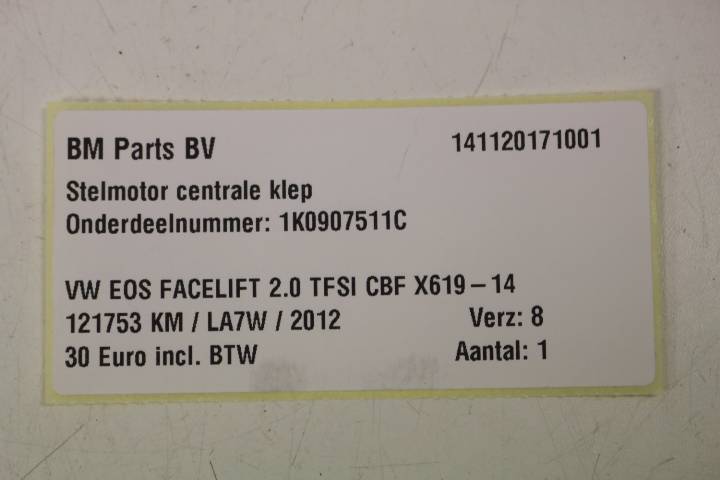 BM Parts BV 141120171001
Stelmotor centrale klep
Onderdeelnummer: 1K0907511C
VW EOS FACELIFT 2.0 TFSI CBF X619-14
121753 KM / LA7W / 2012 Verz: 8
30 Euro incl. BTW Aantal: 1